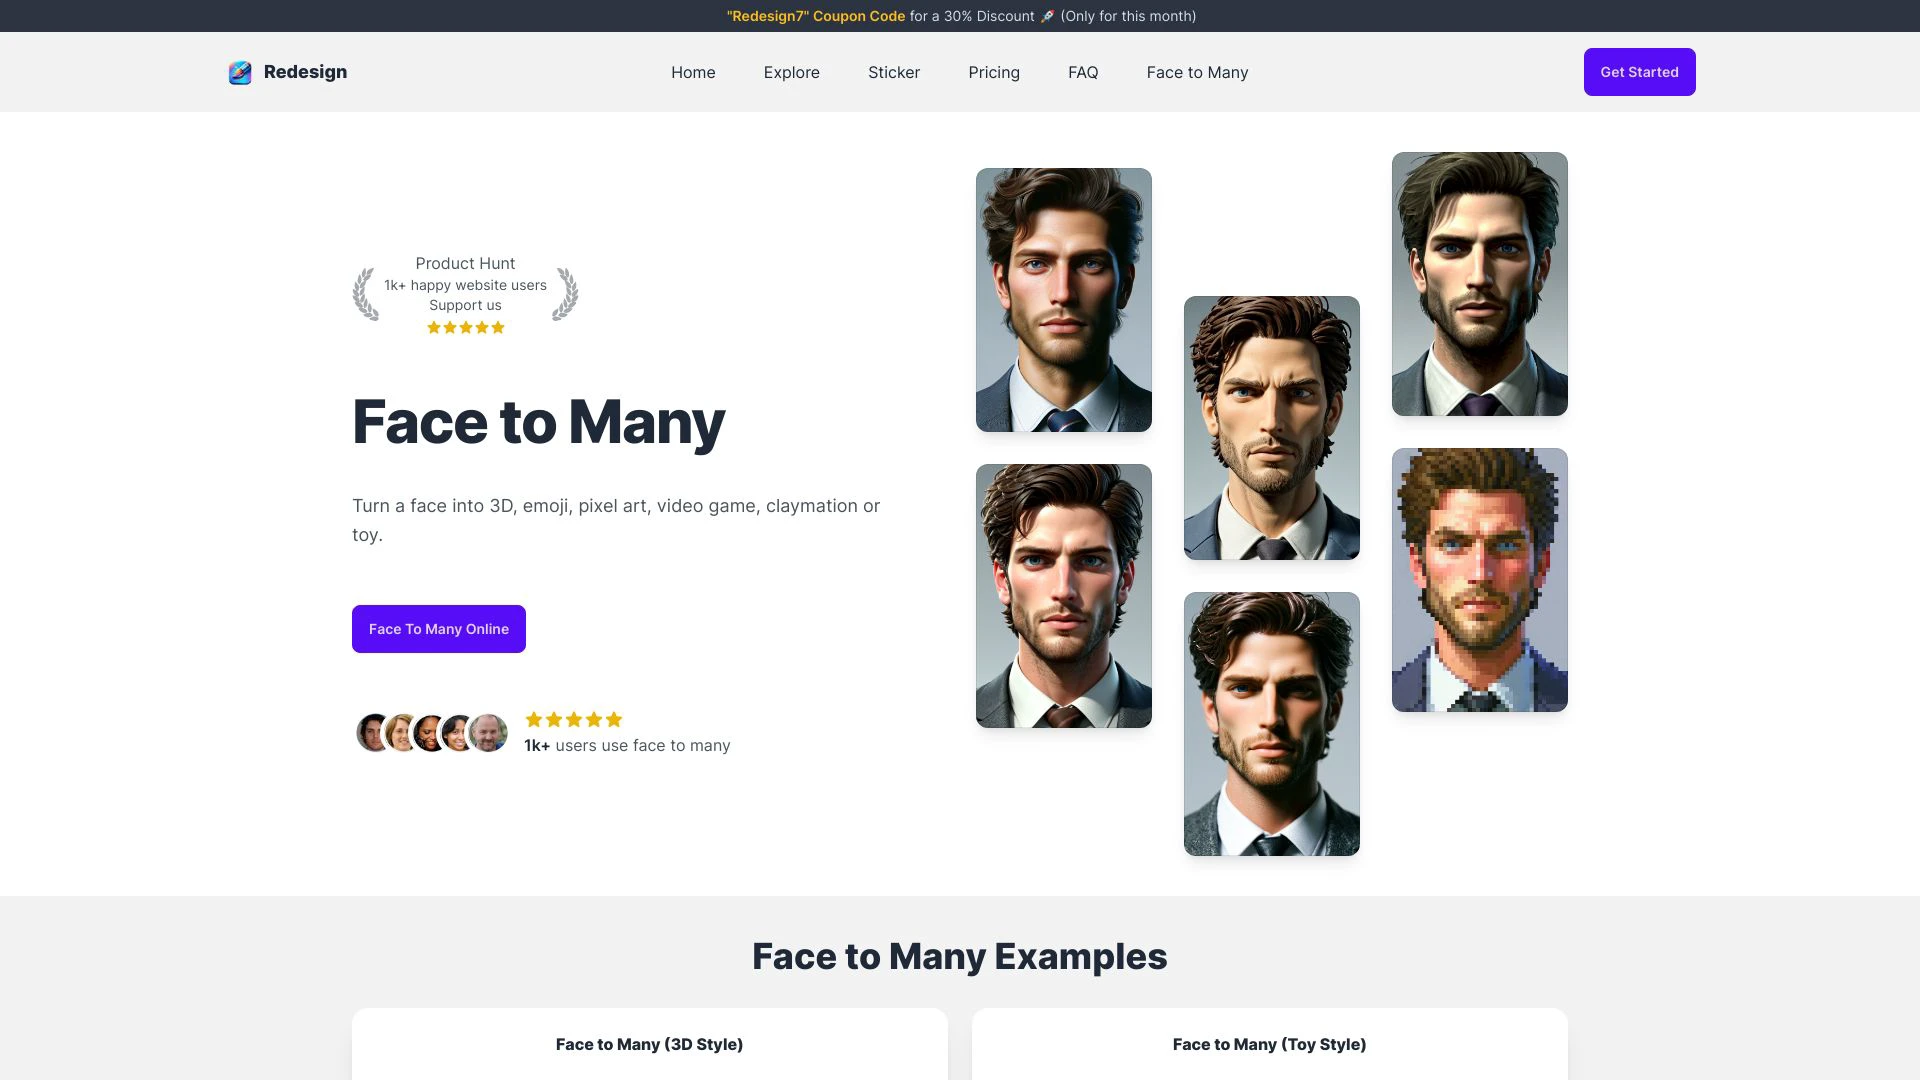 "Redesign7" Coupon Code for a 30% Discount 🚀 (Only for this month)
Redesign
Home
Explore
Sticker
Pricing
FAQ
Face to Many
Get Started
Product Hunt
1k+ happy website users
Support us
Face to Many
Turn a face into 3D, emoji, pixel art, video game, claymation or
toy.
Face To Many Online
1k+ users use face to many
Face to Many Examples
Face to Many (3D Style)
Face to Many (Toy Style)